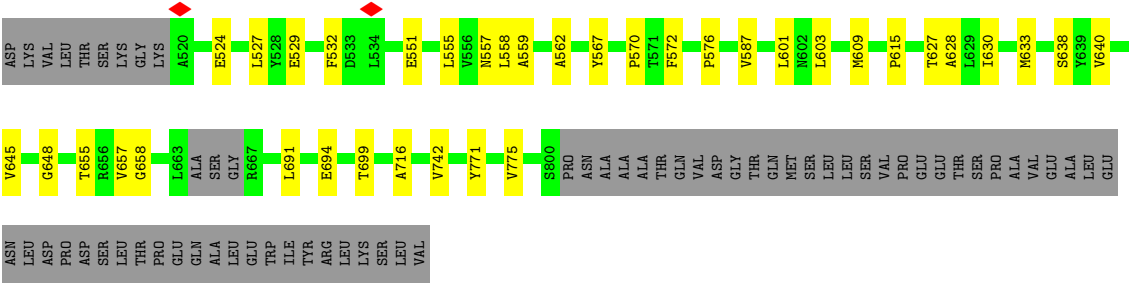 ASP LYS VAL LEU THR SER LYS GLY LYS A520 E524 L527 Y528 E529 F532 D533 L534 E551 L555 V556 N557 L558 A559 A562 Y567 P570 T571 F572 P576 V587 L601 N602 L603 M609 P615 T627 A628 L629 I630 M633 S638 Y639 V640
V645 G648 T655 R656 V657 G658 L663 ALA SER GLY R667 L691 E694 T699 A716 V742 Y771 V775 S800 PRO ASN ALA ALA ALA ALA THR GLN VAL ASP GLY THR GLN MET SER LEU LEU SER VAL PRO GLU GLU THR SER PRO ALA VAL GLU ALA LEU GLU
ASN LEU ASP PRO ASP SER LEU THR PRO GLU GLN ALA LEU GLU TRP ILE TYR ARG LEU LYS SER LEU VAL